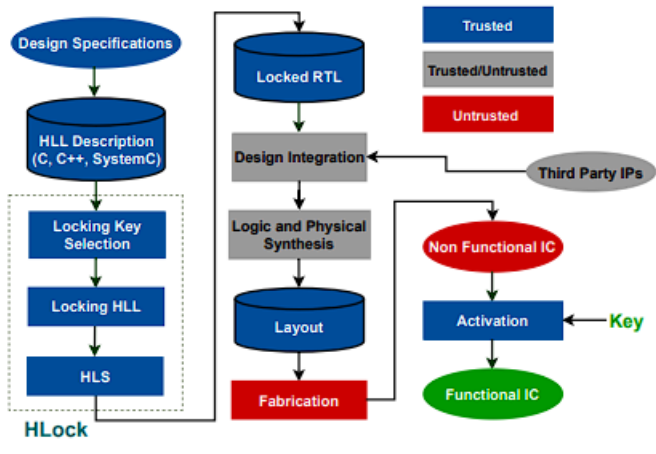 Design Specifications
HLL Description
(C, C++, SystemC)
Locking Key
Selection
Locking HLL
HLS
HLock
Locked RTL
Design Integration
Third Party IPs
Logic and Physical
Synthesis
Layout
Fabrication
Trusted
Trusted/Untrusted
Untrusted
Non Functional IC
Activation
Key
Functional IC